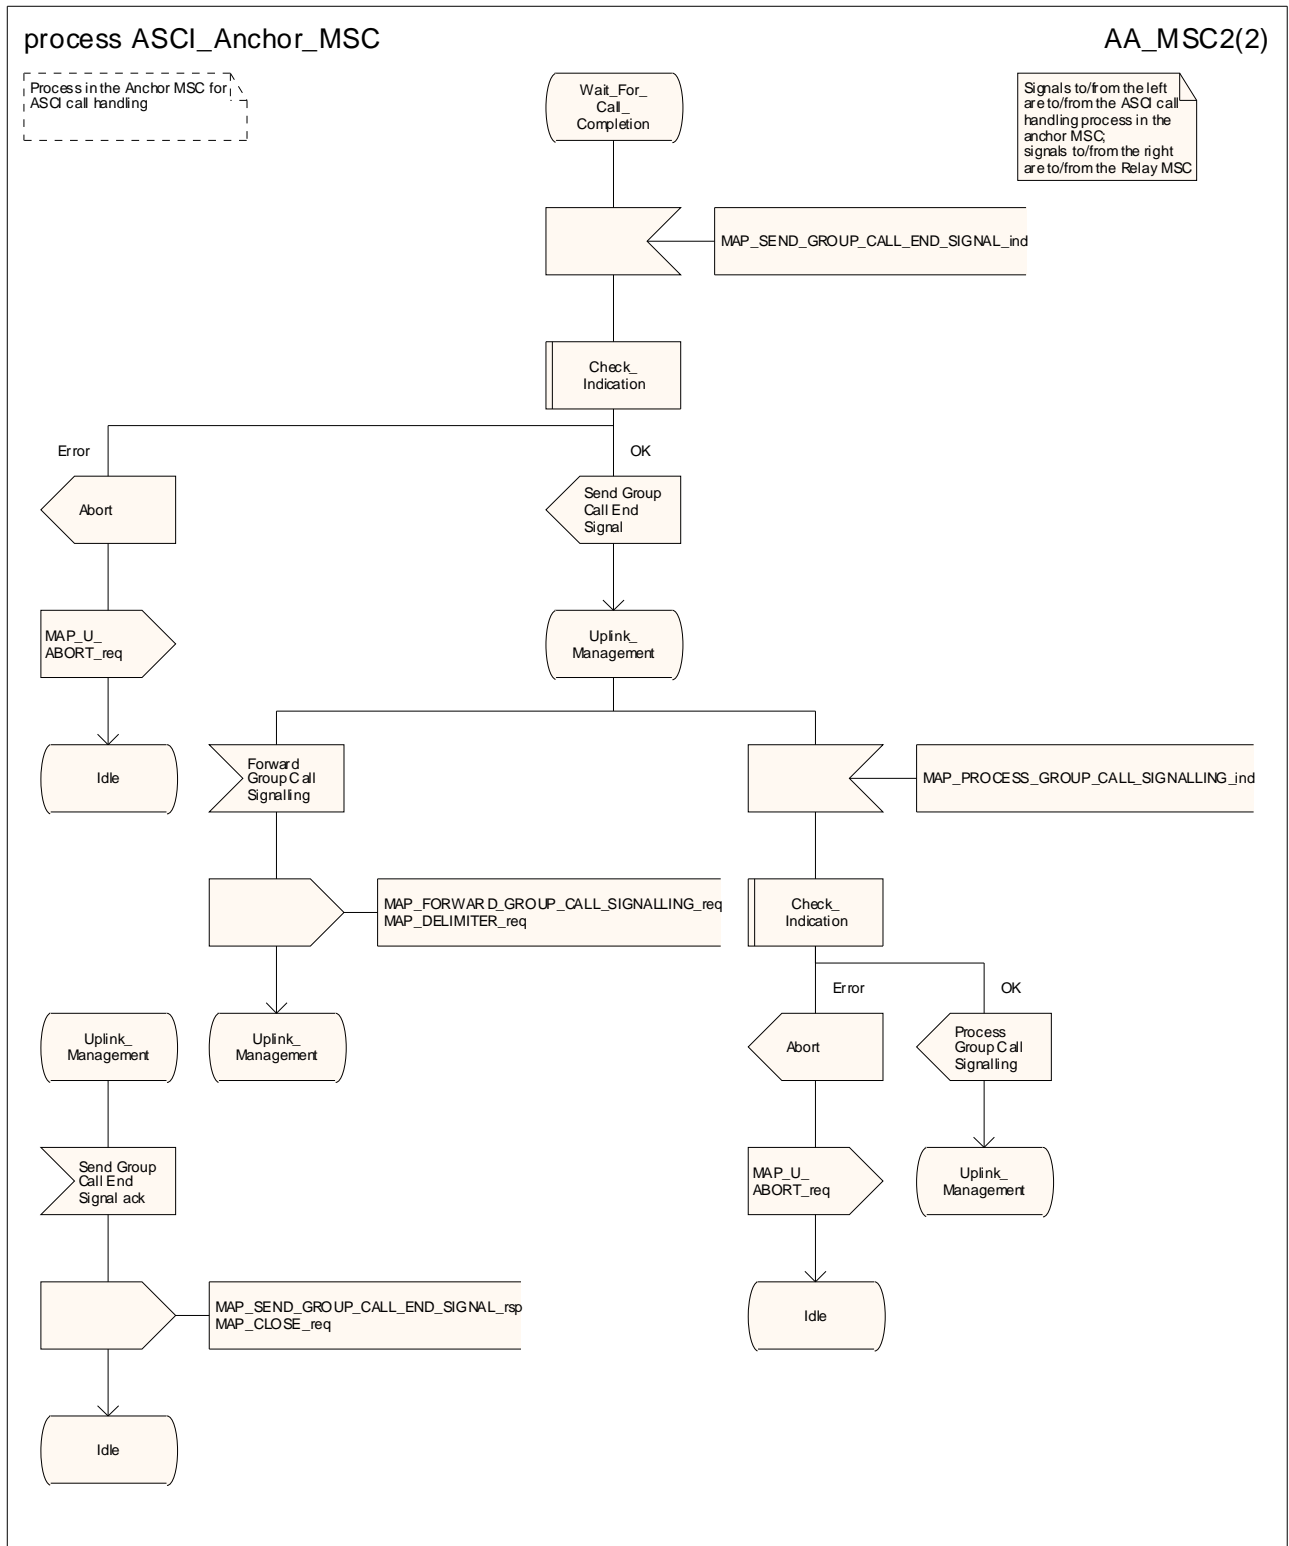 process ASCI_Anchor_MSC
AA_MSC2(2)
Process in the Anchor MSC for
ASCI call handling
Wait_For_
Call_
Completion
Signals to/from the left
are to/from the ASCI call
handling process in the
anchor MSC;
signals to/from the right
are to/from the Relay MSC
MAP_SEND_GROUP_CALL_END_SIGNAL_ind
Check_
Indication
Error
OK
Abort
Send Group
Call End
Signal
MAP_U_
ABORT_req
Uplink_
Management
Idle
Forward
Group Call
Signalling
MAP_PROCESS_GROUP_CALL_SIGNALLING_ind
MAP_FORWARD_GROUP_CALL_SIGNALLING_req
MAP_DELIMITER_req
Check_
Indication
Error
OK
Uplink_
Management
Uplink_
Management
Abort
Process
Group Call
Signalling
Send Group
Call End
Signal ack
MAP_U_
ABORT_req
Uplink_
Management
MAP_SEND_GROUP_CALL_END_SIGNAL_rsp
MAP_CLOSE_req
Idle
Idle